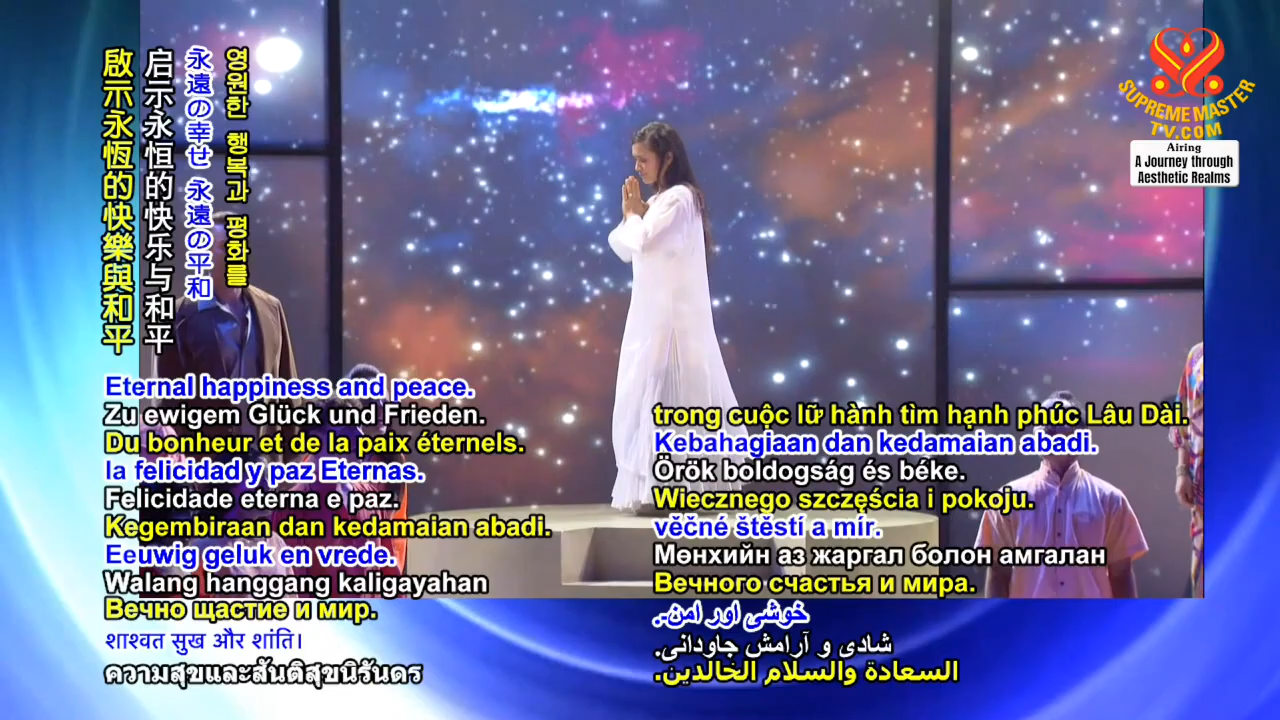 啟示永恆的快樂與和平
启示永恒的快乐与和平
永遠の幸せ 永遠の平和
영원한 행복과 평화를
SUPREME MASTER
TV.COM
Airing
A Journey through
Aesthetic Realms
Eternal happiness and peace.
Zu ewigem Glück und Frieden.
Du bonheur et de la paix éternels.
la felicidad y paz Eternas.
Felicidade eterna e paz.
Kegembiraan dan kedamaian abadi.
Eeuwig geluk en vrede.
Walang hanggang kaligayahan
Вечно щастие и мир.
शाश्वत सुख और शांति।
ความสุขและสันติสุขนิรันดร
trong cuộc lữ hành tìm hạnh phúc Lâu Dài.
Kebahagiaan dan kedamaian abadi.
Örök boldogság és béke.
Wiecznego szczęścia i pokoju.
věčné štěstí a mír.
Мөнхийн аз жаргал болон амгалан
Вечного счастья и мира.
خوشی اور امن-.
شادی و آرامش جاودانی.
السعادة والسلام الخالدين.